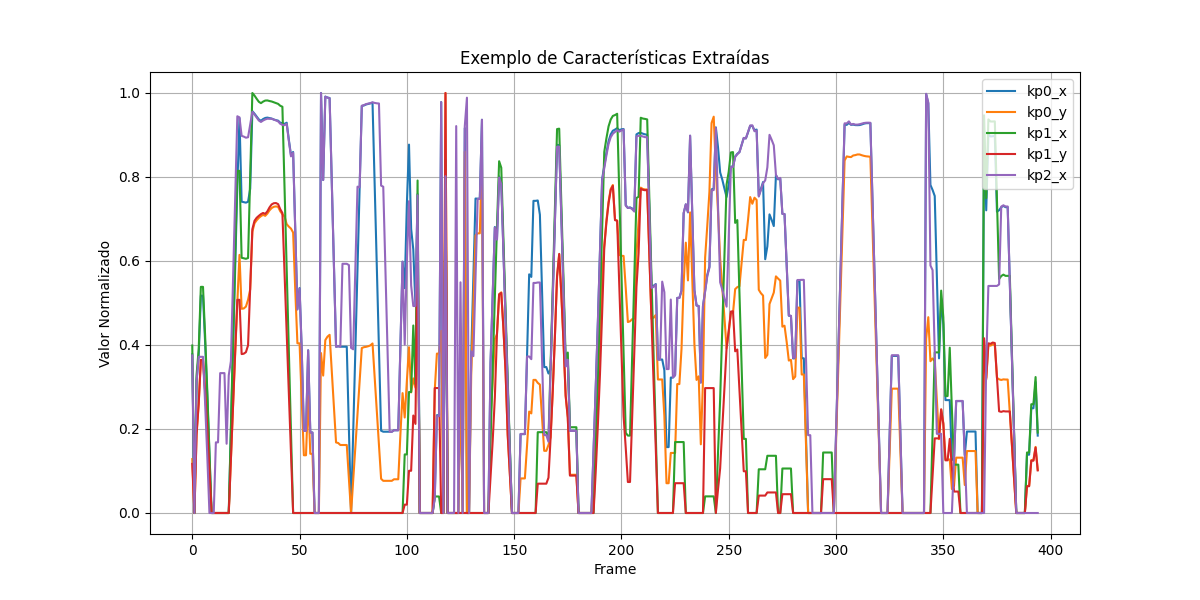 Exemplo de Características Extraídas
Valor Normalizado
1.0
0.8
0.6
0.4
0.2
0.0
0
50
100
150
200
250
300
350
400
Frame
kp0_x
kp0_y
kp1_x
kp1_y
kp2_x